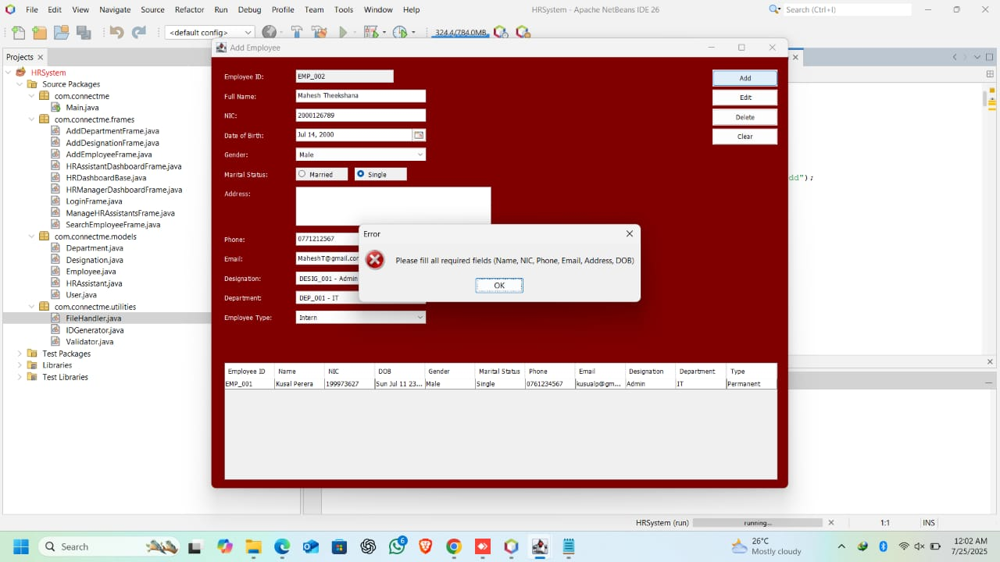 File Edit View Navigate Source Refactor Run Debug Profile Team Tools Window Help HRSystem - Apache NetBeans IDE 26 Search (Ctrl+I)
<default config> 324.4/784.0MB
Projects
HRSystem
Source Packages
com.connectme
Main.java
com.connectme.frames
AddDepartmentFrame.java
AddDesignationFrame.java
AddEmployeeFrame.java
HRAssistantDashboardFrame.java
HRDashboardBase.java
HRManagerDashboardFrame.java
LoginFrame.java
ManageHRAssistantsFrame.java
SearchEmployeeFrame.java
com.connectme.models
Department.java
Designation.java
Employee.java
HRAssistant.java
User.java
com.connectme.utilities
FileHandler.java
IDGenerator.java
Validator.java
Test Packages
Libraries
Test Libraries
Add Employee
Employee ID: EMP_002 Add
Full Name: Mahesh Theekshana Edit
NIC: 2000126789 Delete
Date of Birth: Jul 14, 2000 Clear
Gender: Male
Marital Status: Married Single
dd");
Address:
Phone: 0771212567
Email: MaheshT@gmail.cor
Designation: DESIG_001 - Admin
Department: DEP_001 - IT
Employee Type: Intern
Error
Please fill all required fields (Name, NIC, Phone, Email, Address, DOB)
OK
Employee ID Name NIC DOB Gender Marital Status Phone Email Designation Department Type
EMP_001 Kusal Perera 199973627 Sun Jul 11 23... Male Single 0761234567 kusualp@gm... Admin IT Permanent
HRSystem (run) running... 1:1 INS
Search 6 26°C Mostly cloudy 12:02 AM 7/25/2025